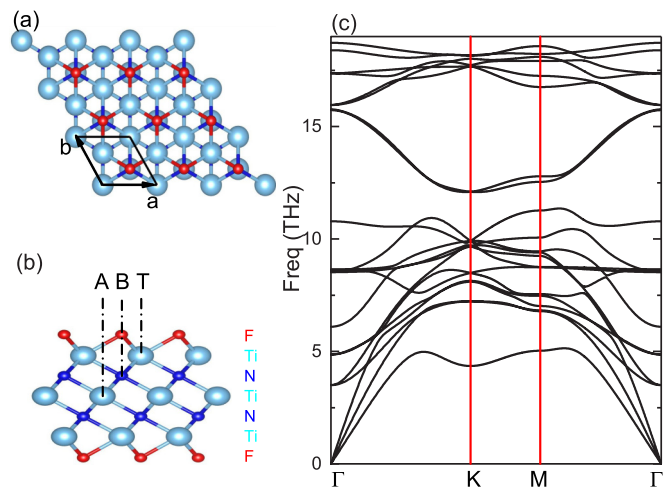 (a)
b
a
(b)
A B T
F
Ti
N
Ti
N
Ti
F
(c)
Freq (THz)
15
10
5
0
Γ K M Γ